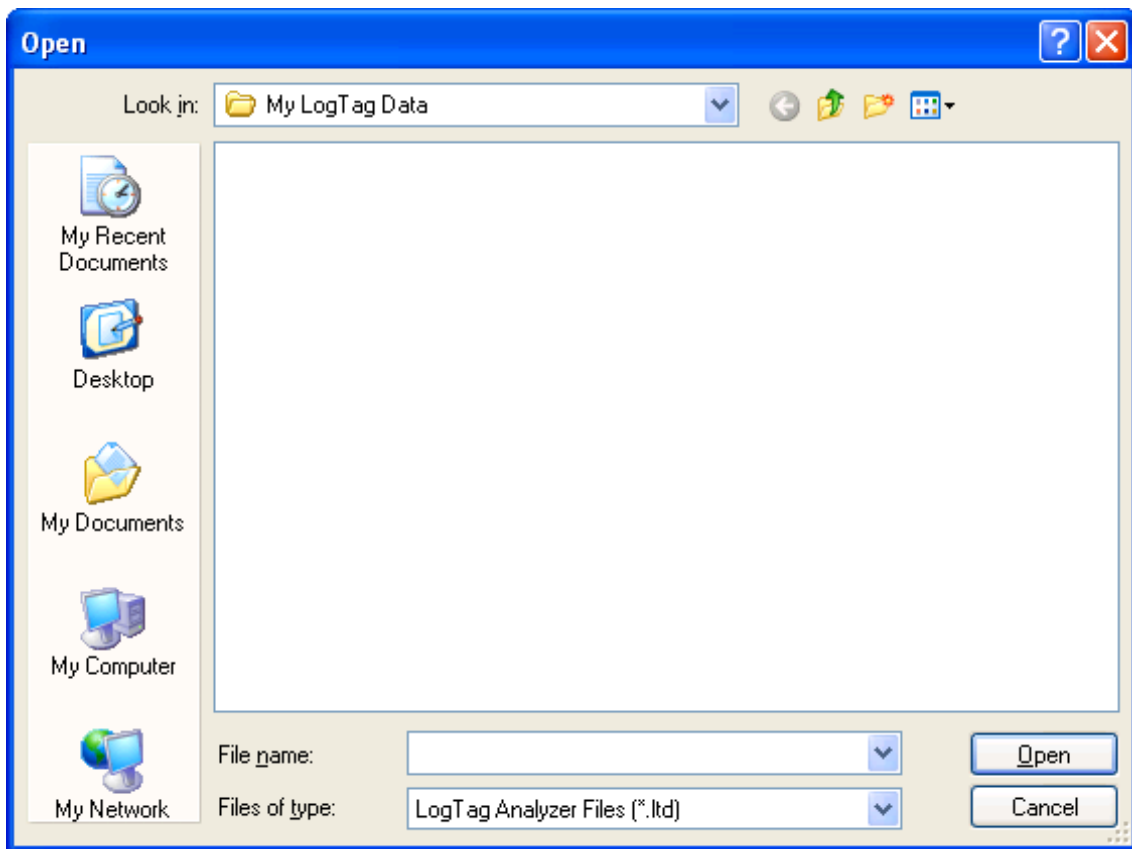 Open
Look in:
My LogTag Data
My Recent
Documents
Desktop
My Documents
My Computer
My Network
File name:
Open
Files of type:
LogTag Analyzer Files (*.ltd)
Cancel